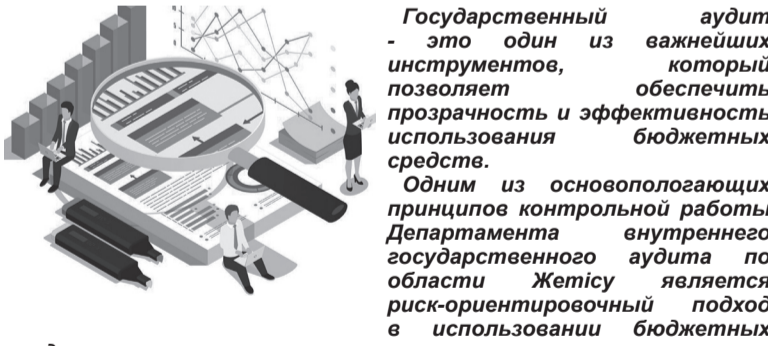 Государственный аудит
- это один из важнейших
инструментов, который
позволяет обеспечить
прозрачность и эффективность
использования бюджетных
средств.
Одним из основопологающих
принципов контрольной работы
Департамента внутреннего
государственного аудита по
области Жетісу является
риск-ориентировочный подход
в использовании бюджетных